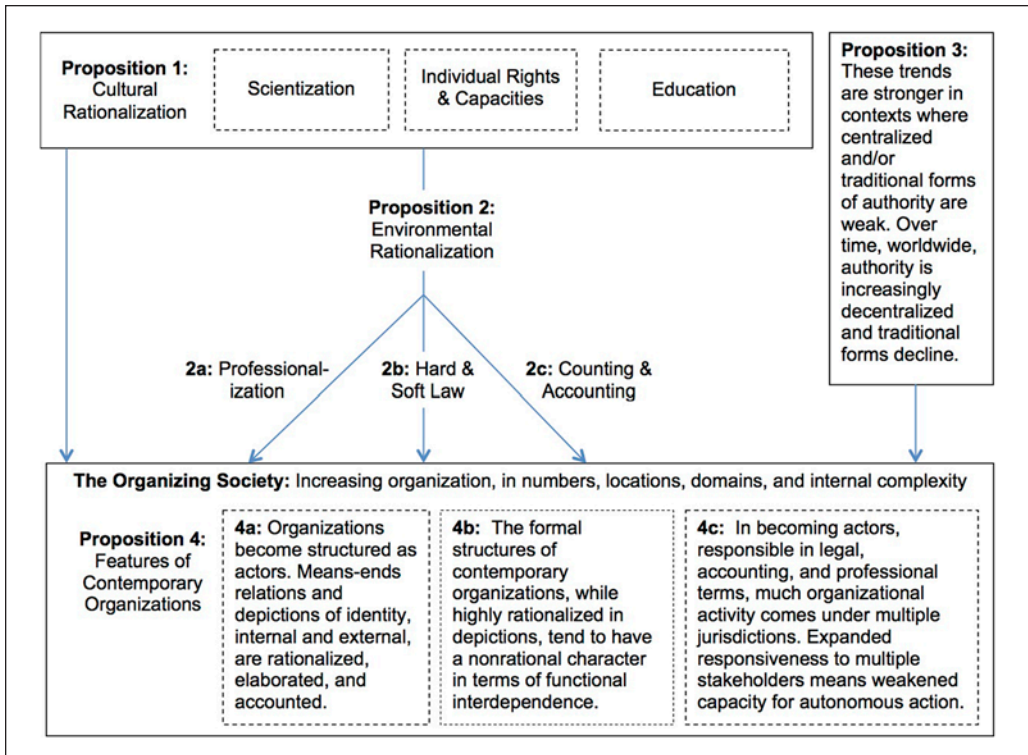 Proposition 1:
Cultural
Rationalization
Scientization
Individual Rights
& Capacities
Education
Proposition 3:
These trends
are stronger in
contexts where
centralized
and/or
traditional forms
of authority are
weak. Over
time, worldwide,
authority is
increasingly
decentralized
and traditional
forms decline.
Proposition 2:
Environmental
Rationalization
2a: Professional-
ization
2b: Hard &
Soft Law
2c: Counting &
Accounting
The Organizing Society: Increasing organization, in numbers, locations, domains, and internal complexity
Proposition 4:
Features of
Contemporary
Organizations
4a: Organizations
become structured as
actors. Means-ends
relations and
depictions of identity,
internal and external,
are rationalized,
elaborated, and
accounted.
4b: The formal
structures of
contemporary
organizations, while
highly rationalized in
depictions, tend to have
a nonrational character
in terms of functional
interdependence.
4c: In becoming actors,
responsible in legal,
accounting, and professional
terms, much organizational
activity comes under multiple
jurisdictions. Expanded
responsiveness to multiple
stakeholders means weakened
capacity for autonomous action.